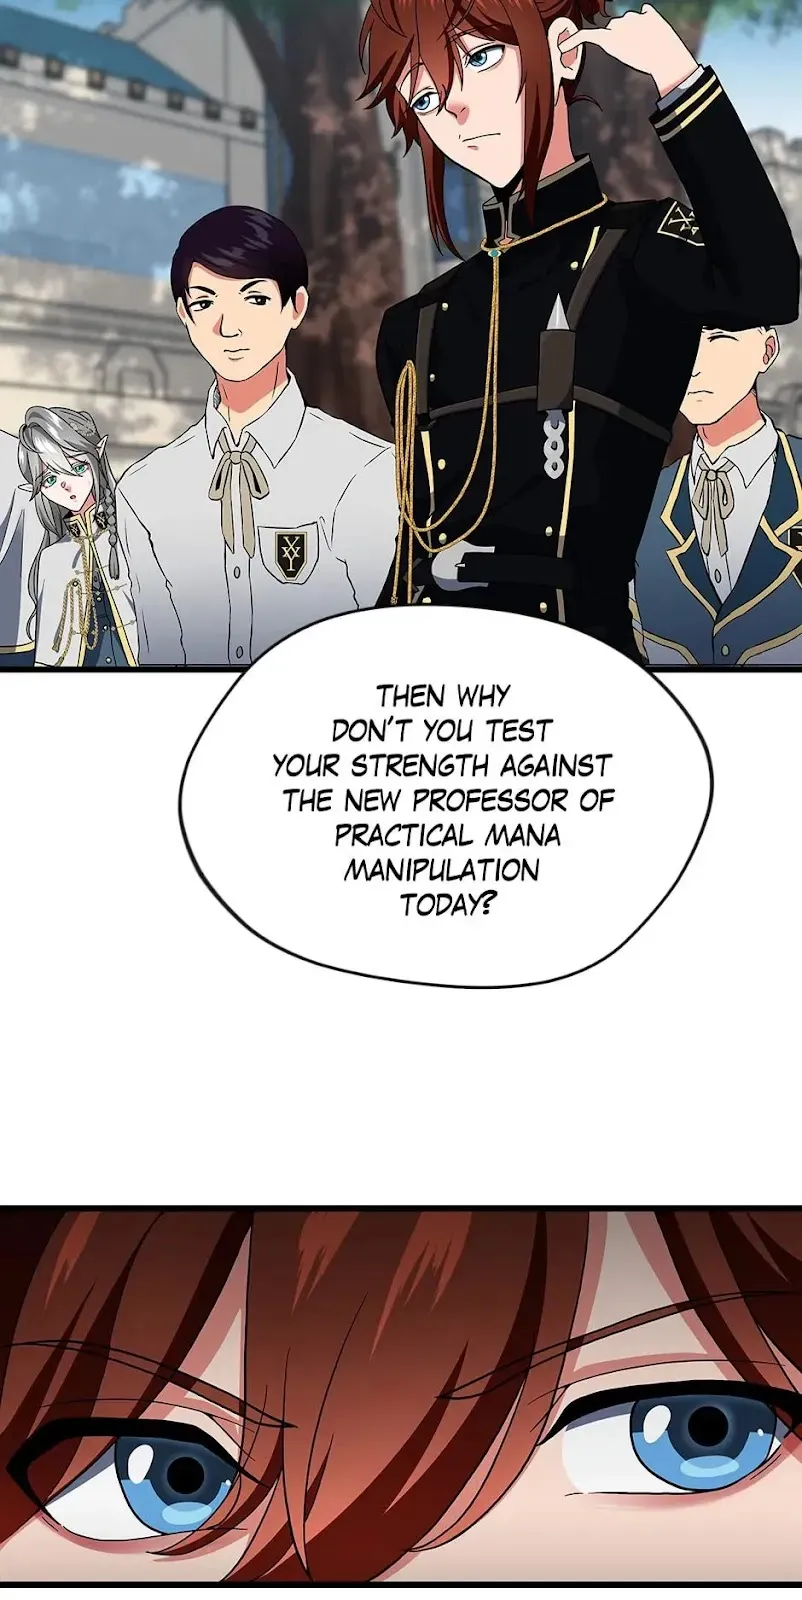 THEN WHY
DON'T YOU TEST
YOUR STRENGTH AGAINST
THE NEW PROFESSOR OF
PRACTICAL MANA
MANIPULATION
TODAY?